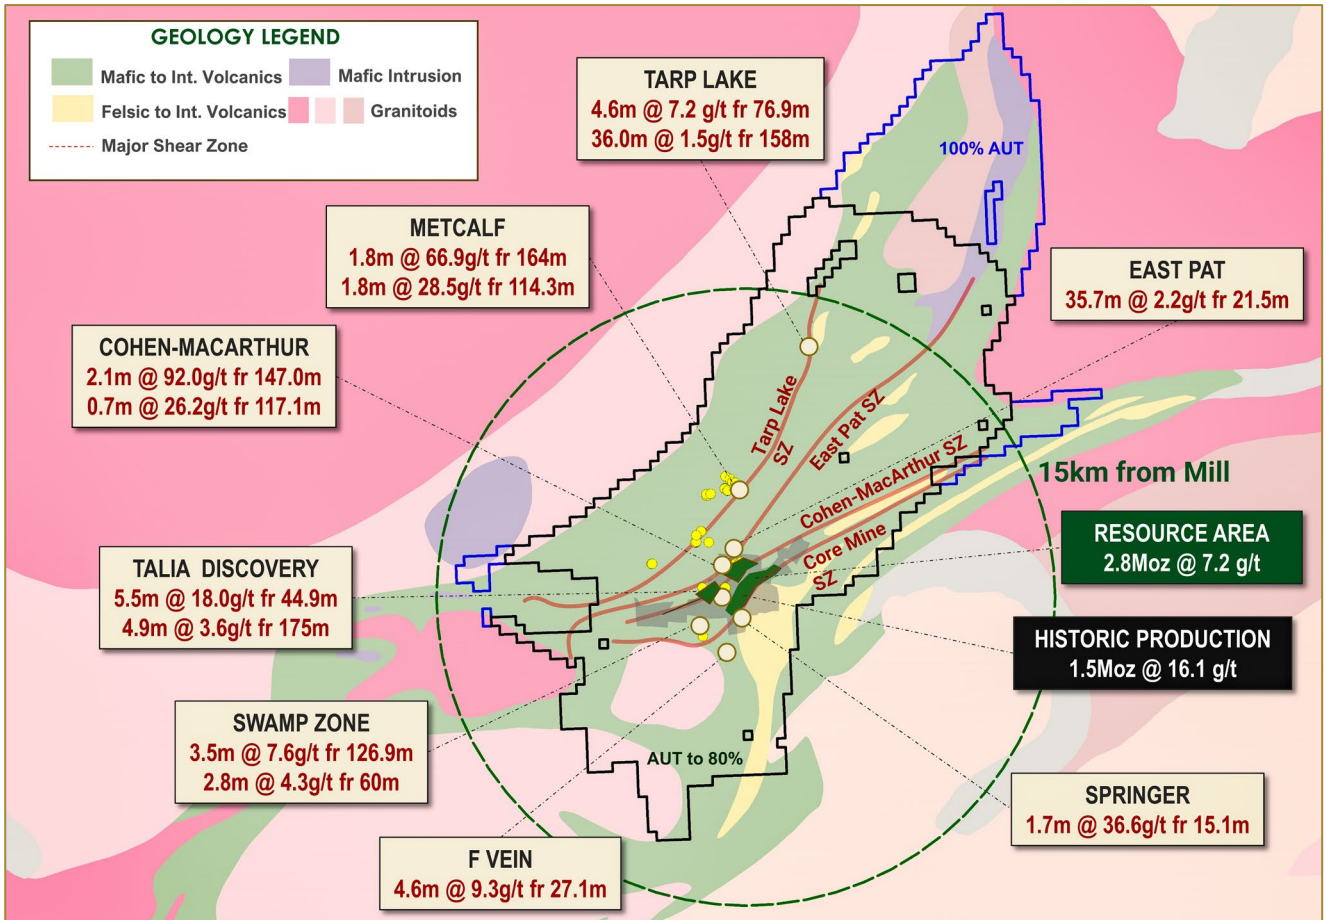 GEOLOGY LEGEND
Mafic to Int. Volcanics
Mafic Intrusion
Felsic to Int. Volcanics
Granitoids
Major Shear Zone
TARP LAKE
4.6m @ 7.2 g/t fr 76.9m
36.0m @ 1.5g/t fr 158m
100% AUT
METCALF
1.8m @ 66.9g/t fr 164m
1.8m @ 28.5g/t fr 114.3m
EAST PAT
35.7m @ 2.2g/t fr 21.5m
COHEN-MACARTHUR
2.1m @ 92.0g/t fr 147.0m
0.7m @ 26.2g/t fr 117.1m
Tarp Lake
SZ
East Pat SZ
Cohen-MacArthur SZ
Core Mine
SZ
15km from Mill
RESOURCE AREA
2.8Moz @ 7.2 g/t
TALIA DISCOVERY
5.5m @ 18.0g/t fr 44.9m
4.9m @ 3.6g/t fr 175m
HISTORIC PRODUCTION
1.5Moz @ 16.1 g/t
SWAMP ZONE
3.5m @ 7.6g/t fr 126.9m
2.8m @ 4.3g/t fr 60m
AUT to 80%
SPRINGER
1.7m @ 36.6g/t fr 15.1m
F VEIN
4.6m @ 9.3g/t fr 27.1m